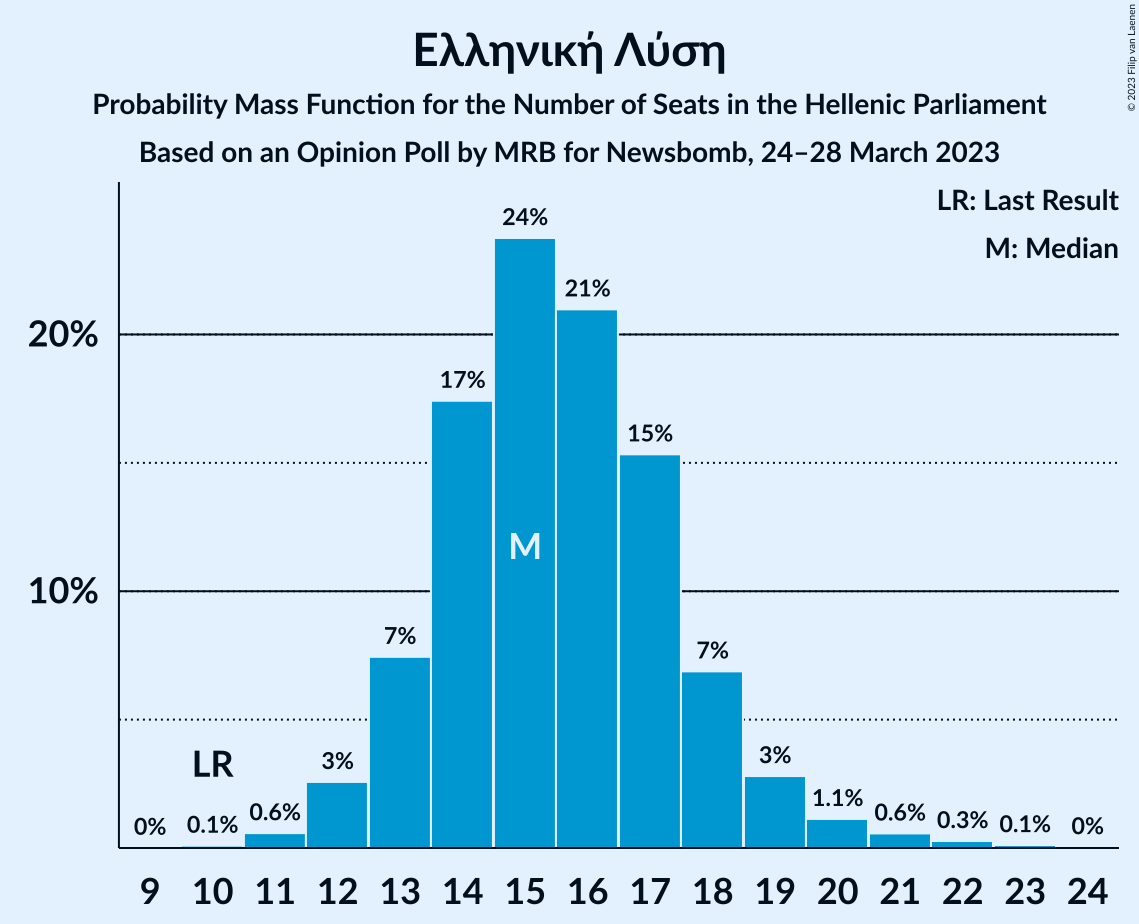 Ελληνική Λύση
Probability Mass Function for the Number of Seats in the Hellenic Parliament
Based on an Opinion Poll by MRB for Newsbomb, 24–28 March 2023
© 2023 Filip van Laenen
LR: Last Result
M: Median
20%
10%
0%
0.1%
0.6%
3%
7%
17%
24%
21%
15%
7%
3%
1.1%
0.6%
0.3%
0.1%
0%
LR
M
9 10 11 12 13 14 15 16 17 18 19 20 21 22 23 24